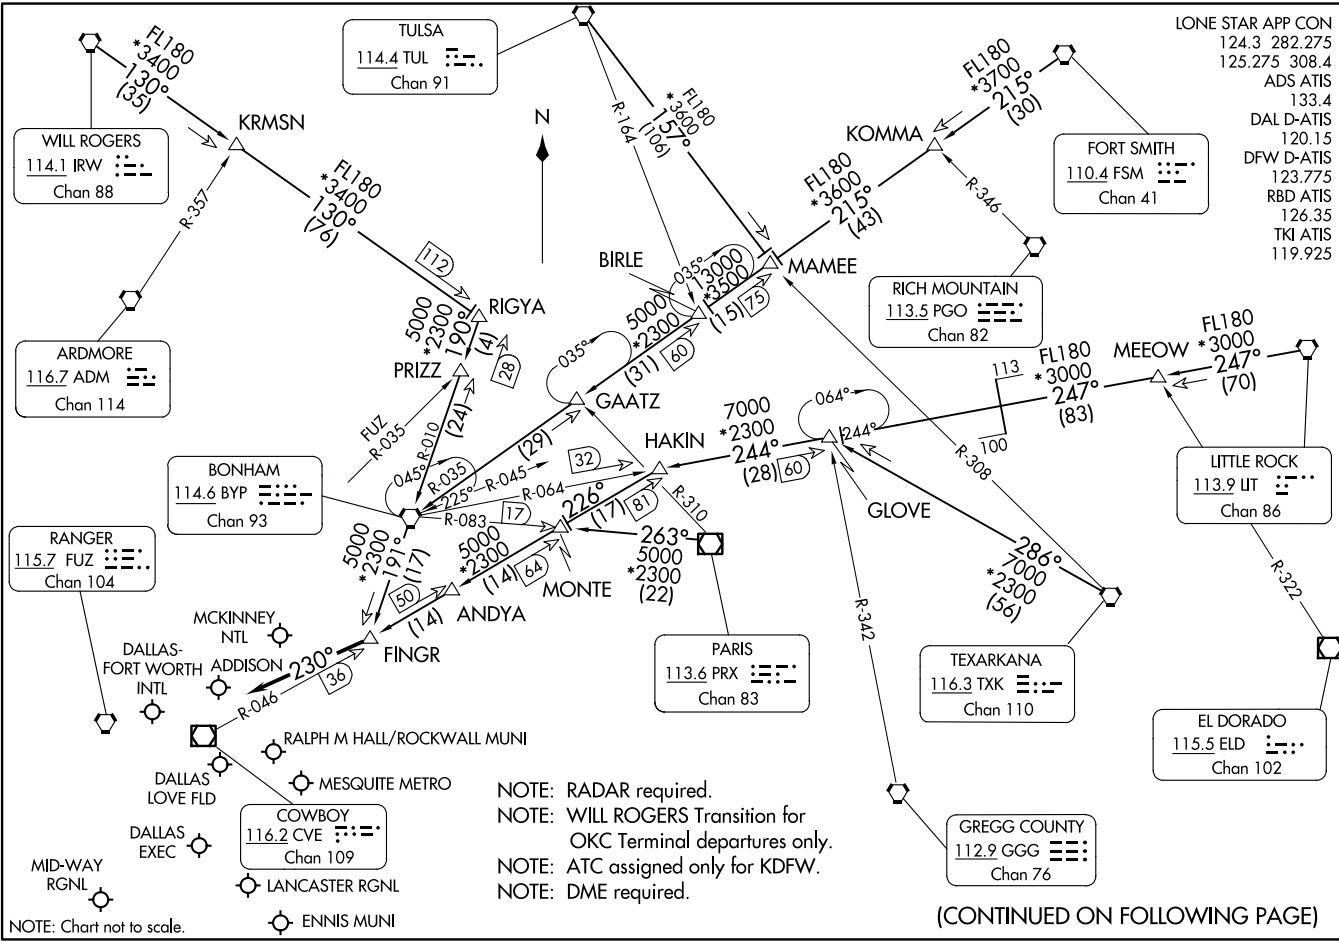 LONE STAR APP CON
124.3 282.275
125.275 308.4
ADS ATIS
133.4
DAL D-ATIS
120.15
DFW D-ATIS
123.775
RBD ATIS
126.35
TKI ATIS
119.925
TULSA
114.4 TUL
Chan 91
WILL ROGERS
114.1 IRW
Chan 88
FL180
*3400
130°
(35)
KRMSN
FL180
*3400
130°
(76)
R-357
112
RIGYA
ARDMORE
116.7 ADM
Chan 114
5000
*2300
190°
(4)
28
PRIZZ
FUZ
R-035
R-010
(24)
N
R-164
FL180
*3600
157°
(106)
FL180
*3700
215°
(30)
KOMMA
FORT SMITH
110.4 FSM
Chan 41
R-346
FL180
*3600
215°
(43)
MAMEE
RICH MOUNTAIN
113.5 PGO
Chan 82
BIRLE
035°
13000
*3500
(15)
75
5000
*2300
(31)
60
035°
GAATZ
(29)
BONHAM
114.6 BYP
Chan 93
045°
R-035
225°
R-045
R-064
32
R-083
17
HAKIN
7000
*2300
244°
(28)
60
064°
244°
GLOVE
113
100
FL180
*3000
247°
(83)
MEEOW
FL180
*3000
247°
(70)
LITTLE ROCK
113.9 LIT
Chan 86
R-308
R-322
R-310
226°
(17)
81
263°
5000
*2300
(22)
MONTE
5000
*2300
(14)
64
ANDYA
50
(14)
5000
*2300
191°
(17)
FINGR
RANGER
115.7 FUZ
Chan 104
286°
7000
*2300
(56)
R-342
PARIS
113.6 PRX
Chan 83
TEXARKANA
116.3 TXK
Chan 110
EL DORADO
115.5 ELD
Chan 102
MCKINNEY
NTL
DALLAS-
FORT WORTH
INTL
ADDISON
230°
R-046
36
RALPH M HALL/ROCKWALL MUNI
DALLAS
LOVE FLD
MESQUITE METRO
COWBOY
116.2 CVE
Chan 109
DALLAS
EXEC
MID-WAY
RGNL
LANCASTER RGNL
ENNIS MUNI
GREGG COUNTY
112.9 GGG
Chan 76
NOTE: RADAR required.
NOTE: WILL ROGERS Transition for
OKC Terminal departures only.
NOTE: ATC assigned only for KDFW.
NOTE: DME required.
NOTE: Chart not to scale.
(CONTINUED ON FOLLOWING PAGE)